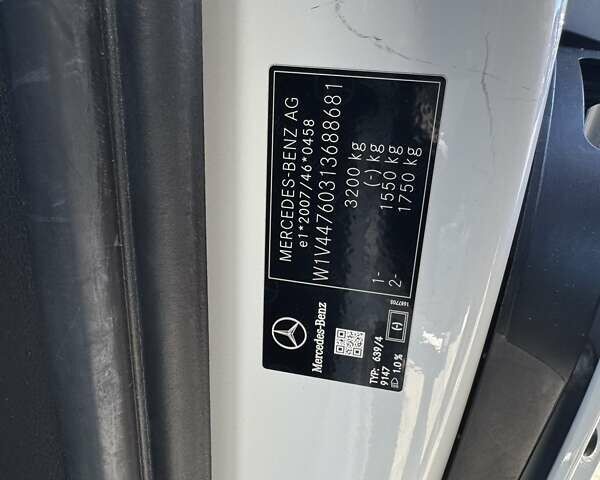 MERCEDES-BENZ AG
e1*2007/46*0458
W1V44760313688681
3200 kg
(-) kg
1- 1550 kg
2- 1750 kg
Mercedes-Benz
TYP: 639/4
9147
1.0 %
(-)